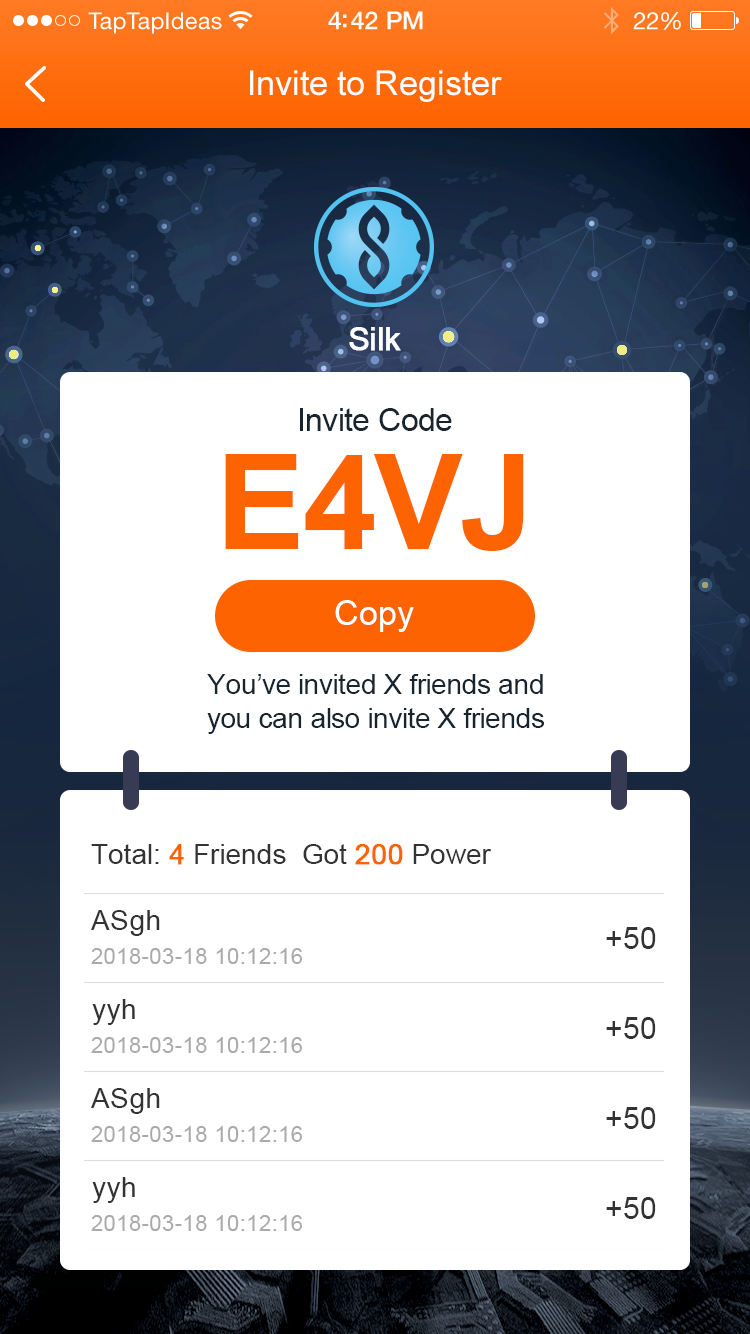 TapTapIdeas 4:42 PM 22%
Invite to Register
Silk
Invite Code
E4VJ
Copy
You’ve invited X friends and
you can also invite X friends
Total: 4 Friends Got 200 Power
ASgh
2018-03-18 10:12:16
+50
yyh
2018-03-18 10:12:16
+50
ASgh
2018-03-18 10:12:16
+50
yyh
2018-03-18 10:12:16
+50